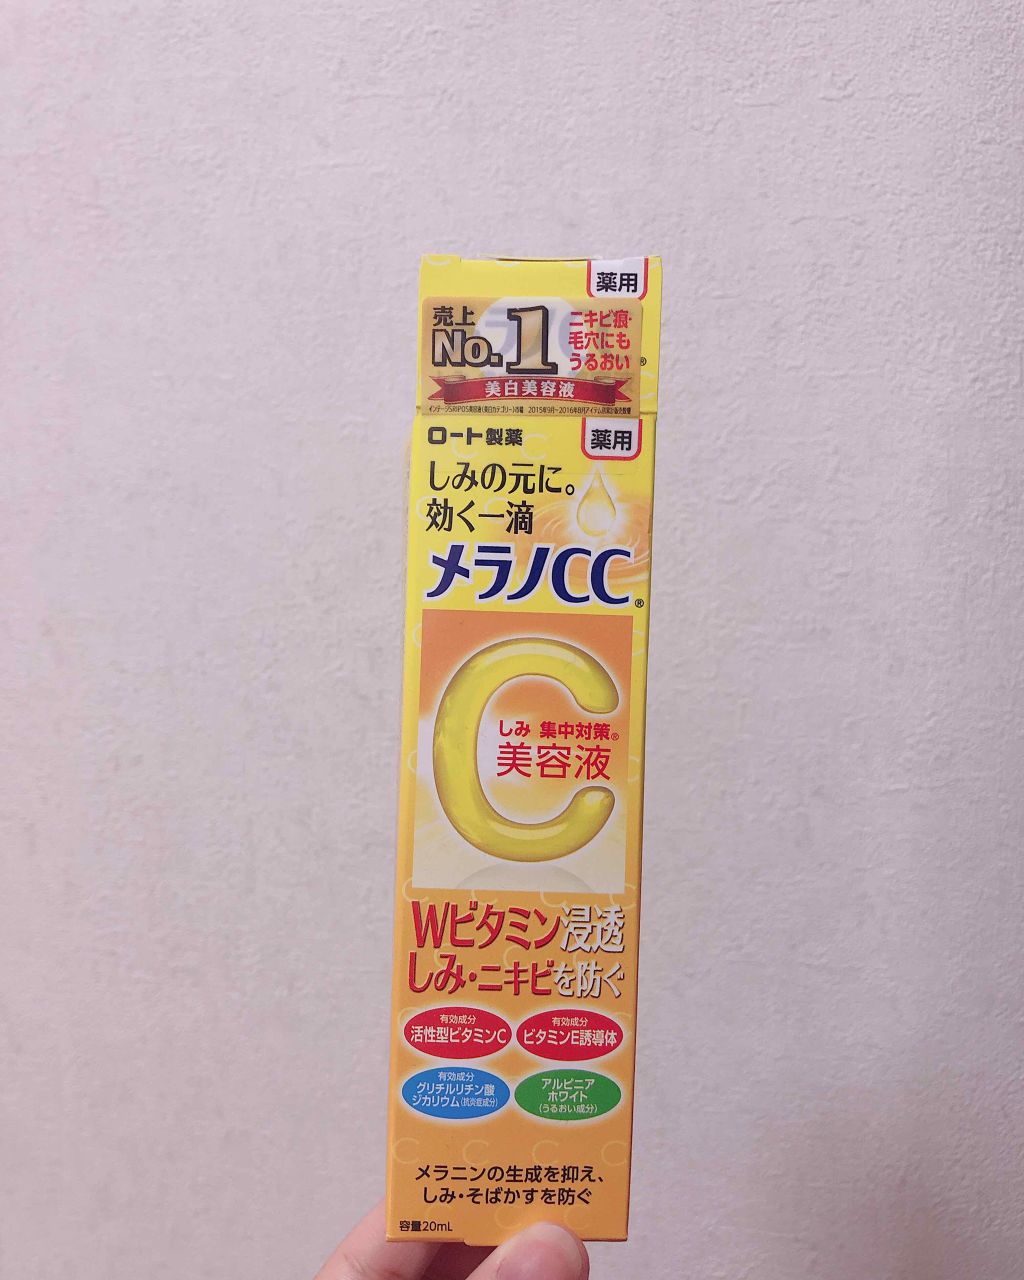 薬用
売上
No.1
ニキビ痕・
毛穴にも
うるおい
美白美容液
ロート製薬
薬用
しみの元に。
効く一滴
メラノCC®
C
しみ 集中対策®
美容液
Wビタミン浸透
しみ・ニキビを防ぐ
有効成分
活性型ビタミンC
有効成分
ビタミンE誘導体
有効成分
グリチルリチン酸
ジカリウム(抗炎症成分)
アルピニア
ホワイト
(うるおい成分)
メラニンの生成を抑え、
しみ・そばかすを防ぐ
容量20mL